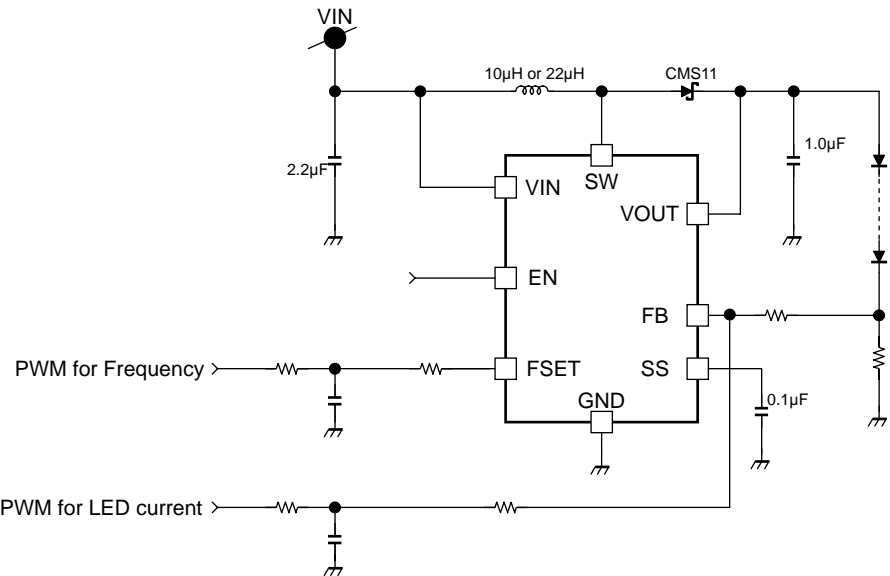 VIN
10µH or 22µH
CMS11
2.2µF
1.0µF
SW
VIN
VOUT
EN
FB
PWM for Frequency
FSET
SS
GND
0.1µF
PWM for LED current